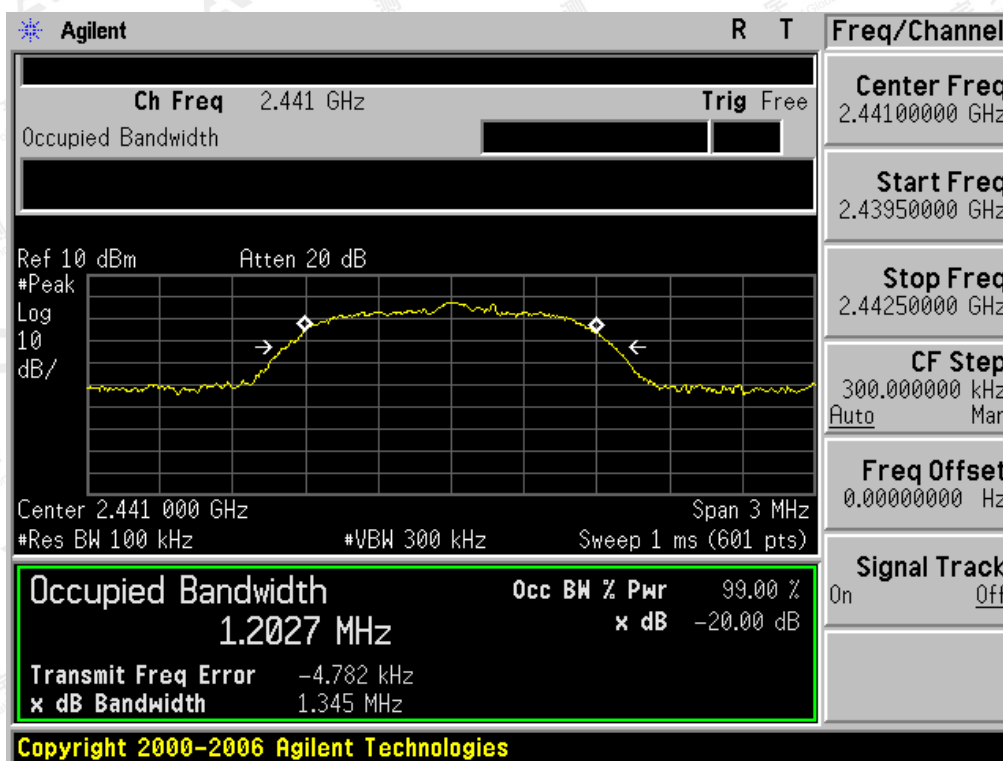 Agilent R T
Ch Freq 2.441 GHz Trig Free
Occupied Bandwidth
Ref 10 dBm Atten 20 dB
#Peak
Log
10
dB/
Center 2.441 000 GHz Span 3 MHz
#Res BW 100 kHz #VBW 300 kHz Sweep 1 ms (601 pts)
Occupied Bandwidth
1.2027 MHz
Occ BW % Pwr 99.00 %
x dB -20.00 dB
Transmit Freq Error -4.782 kHz
x dB Bandwidth 1.345 MHz
Copyright 2000-2006 Agilent Technologies
Freq/Channel
Center Freq
2.44100000 GHz
Start Freq
2.43950000 GHz
Stop Freq
2.44250000 GHz
CF Step
300.000000 kHz
Auto Man
Freq Offset
0.00000000 Hz
Signal Track
On Off